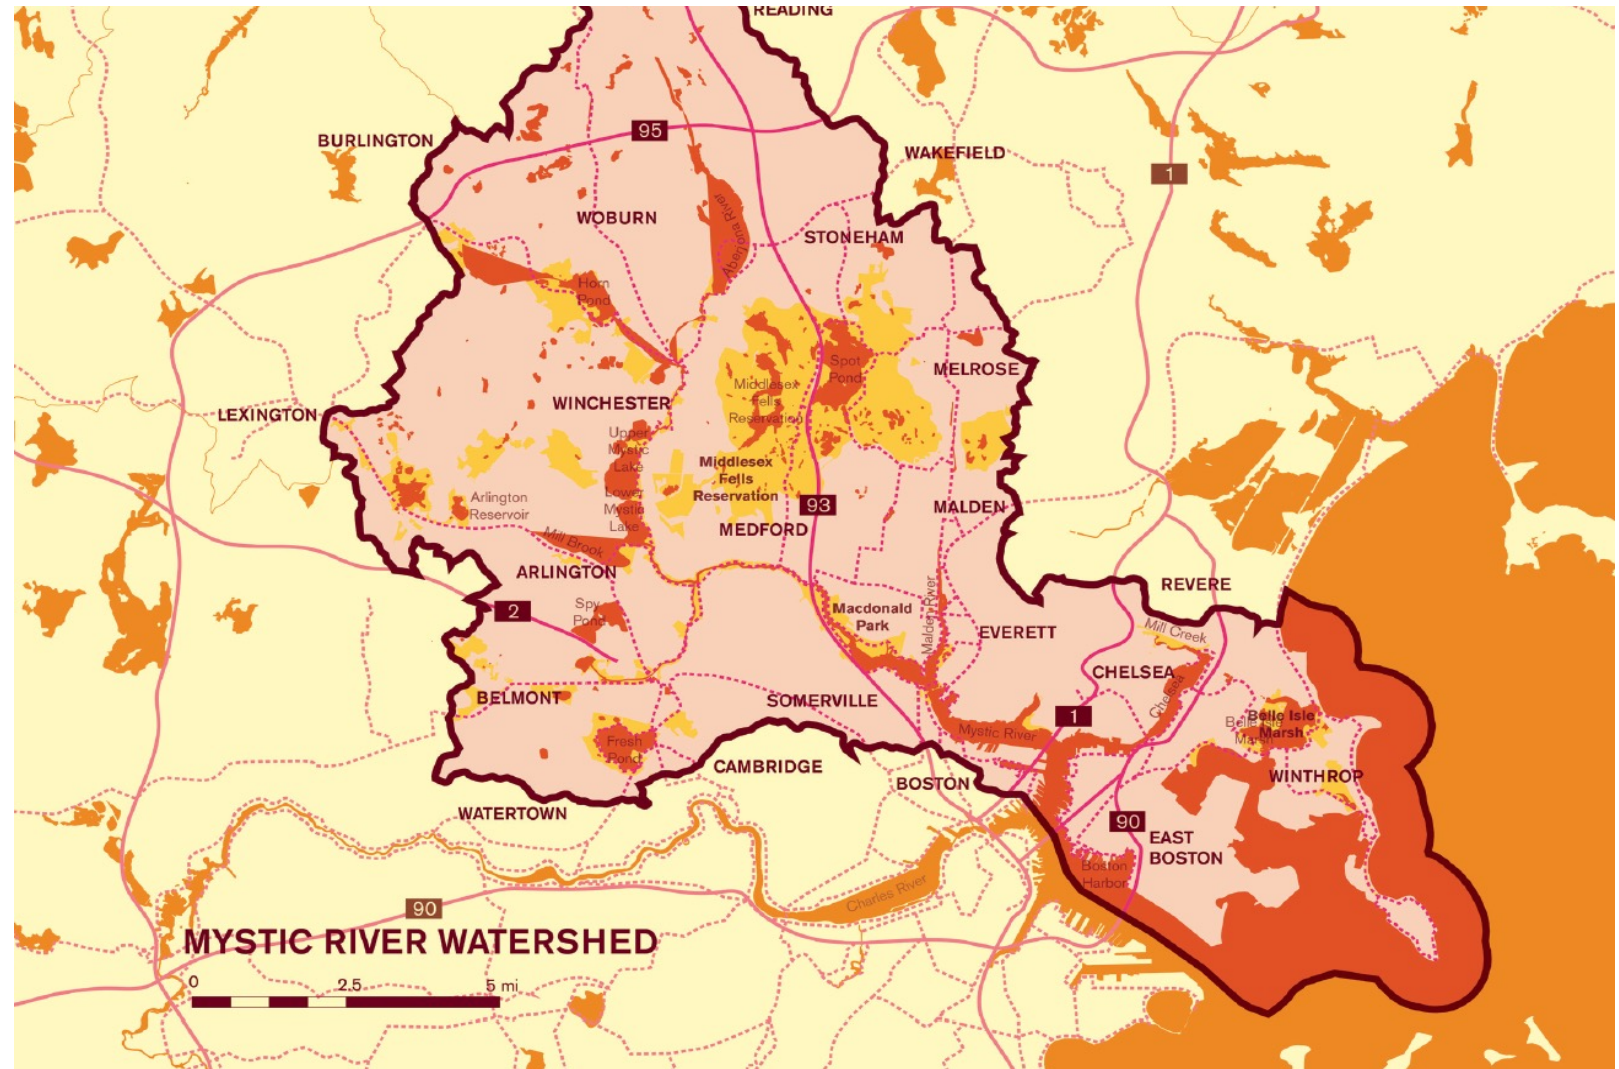 READING
BURLINGTON
95
WAKEFIELD
1
WOBURN
Aberjona River
STONEHAM
Horn
Pond
Spot
Pond
MELROSE
Middlesex
Fells
Reservation
LEXINGTON
WINCHESTER
Upper
Mystic
Lake
Middlesex
Fells
Reservation
Arlington
Reservoir
Lower
Mystic
Lake
93
MALDEN
MEDFORD
Mill Brook
ARLINGTON
REVERE
2
Spy
Pond
Macdonald
Park
Malden River
EVERETT
Mill Creek
CHELSEA
Chelsea
BELMONT
SOMERVILLE
1
Mystic River
Belle Isle
Marsh
Belle Isle
Marsh
Fresh
Pond
CAMBRIDGE
BOSTON
WINTHROP
WATERTOWN
90
EAST
BOSTON
Boston
Harbor
Charles River
90
MYSTIC RIVER WATERSHED
0 2.5 5 mi